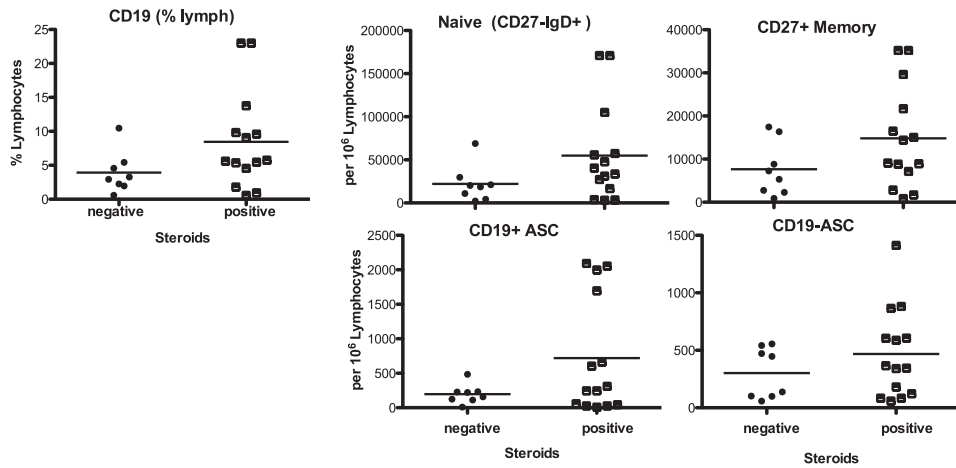 CD19 (% lymph)
25
20
15
10
5
0
% Lymphocytes
negative
positive
Steroids
Naive (CD27-IgD+)
200000
150000
100000
50000
0
per 10⁶ Lymphocytes
CD27+ Memory
40000
30000
20000
10000
0
CD19+ ASC
2500
2000
1500
1000
500
0
per 10⁶ Lymphocytes
negative
positive
Steroids
CD19-ASC
1500
1000
500
0
negative
positive
Steroids